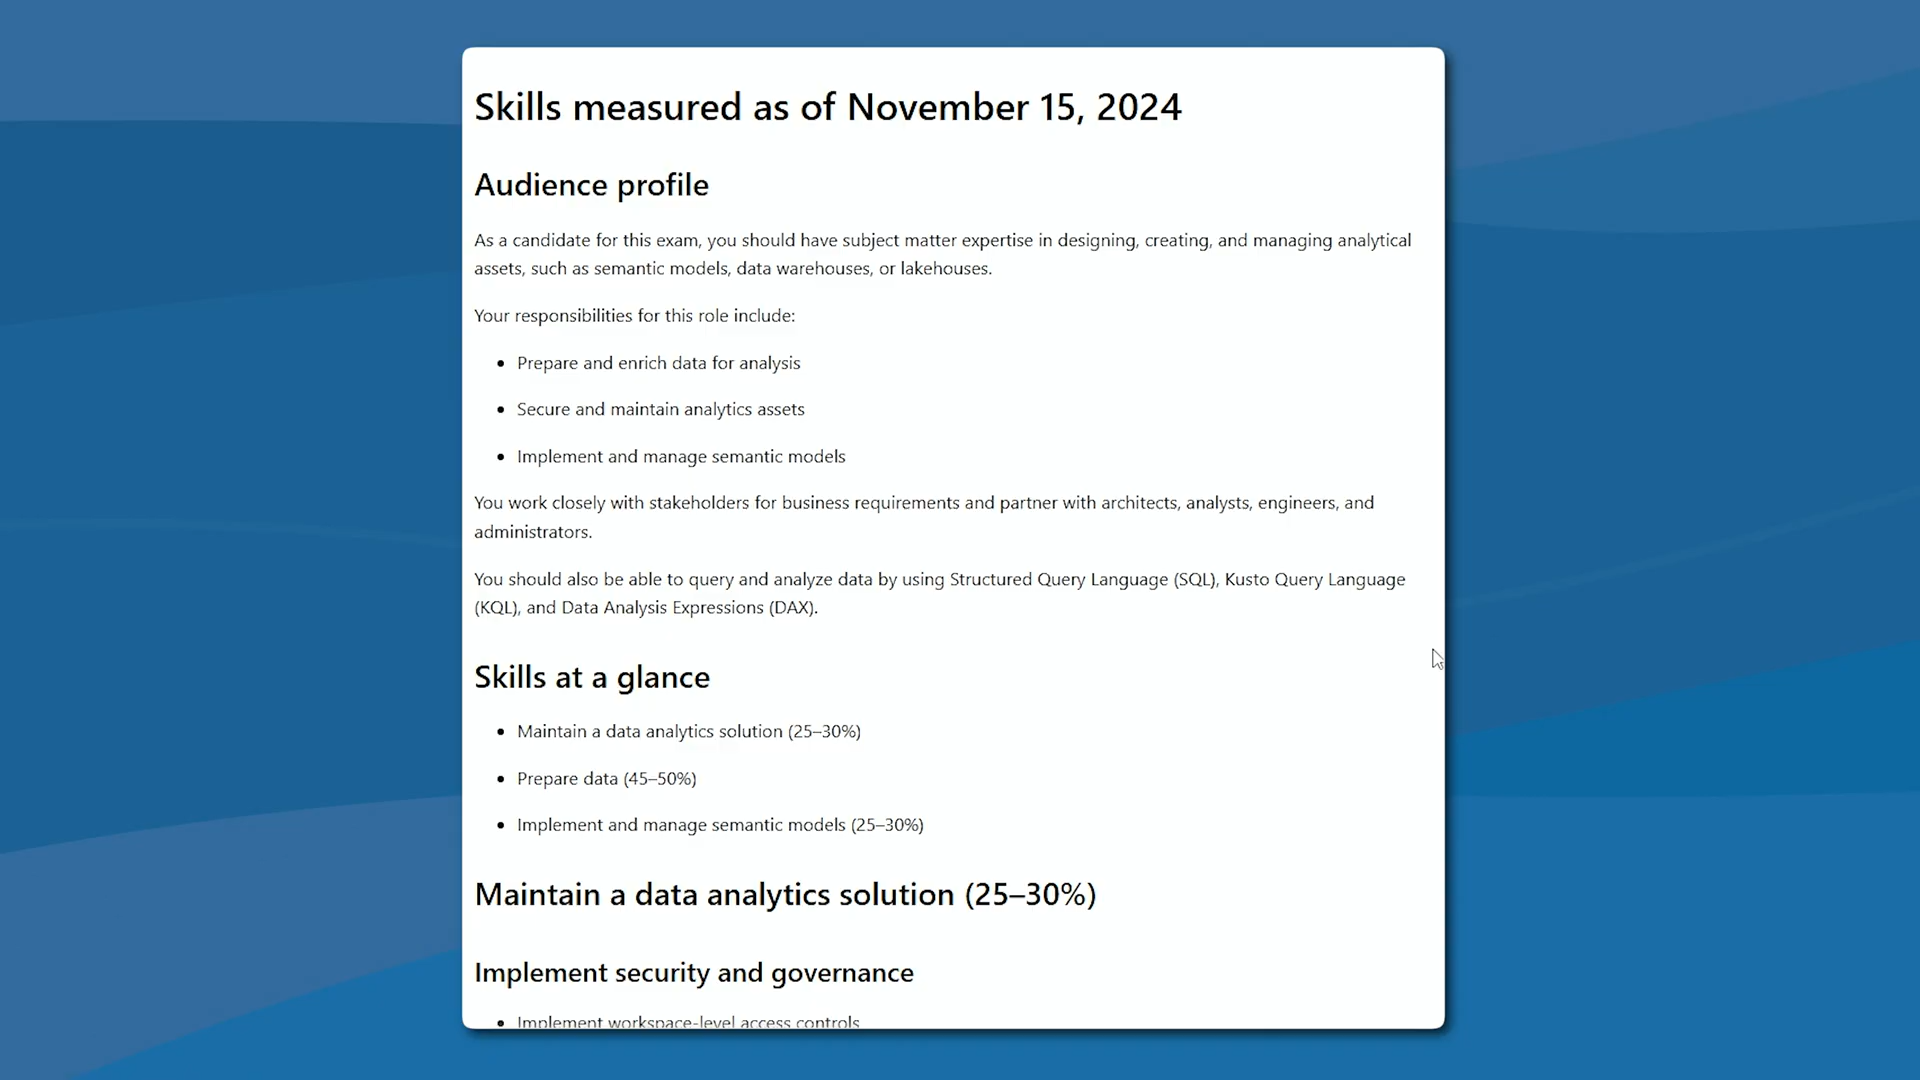 Skills measured as of November 15, 2024
Audience profile
As a candidate for this exam, you should have subject matter expertise in designing, creating, and managing analytical
assets, such as semantic models, data warehouses, or lakehouses.
Your responsibilities for this role include:
• Prepare and enrich data for analysis
• Secure and maintain analytics assets
• Implement and manage semantic models
You work closely with stakeholders for business requirements and partner with architects, analysts, engineers, and
administrators.
You should also be able to query and analyze data by using Structured Query Language (SQL), Kusto Query Language
(KQL), and Data Analysis Expressions (DAX).
Skills at a glance
• Maintain a data analytics solution (25–30%)
• Prepare data (45–50%)
• Implement and manage semantic models (25–30%)
Maintain a data analytics solution (25–30%)
Implement security and governance
• Implement workspace-level access controls